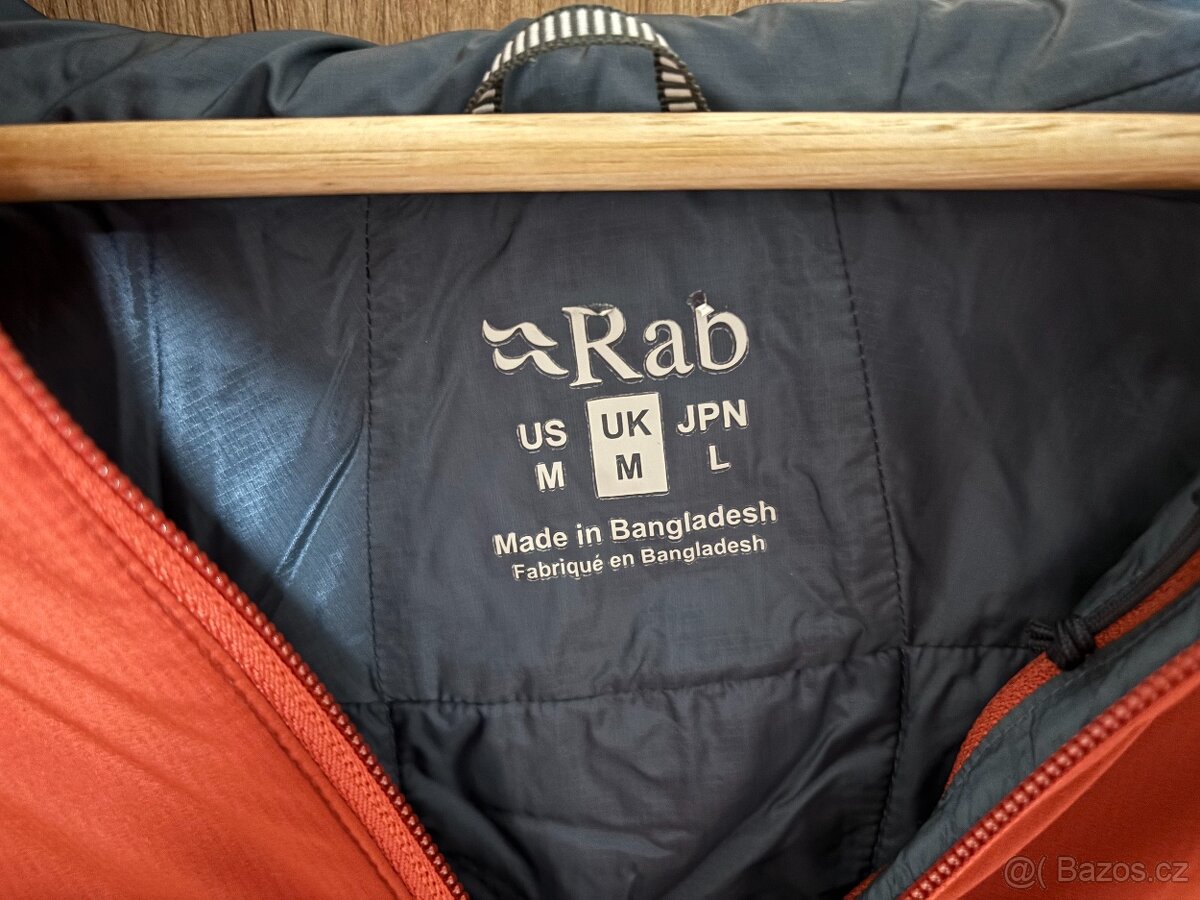 Rab
US UK JPN
M M L
Made in Bangladesh
Fabriqué en Bangladesh
@( Bazos.cz